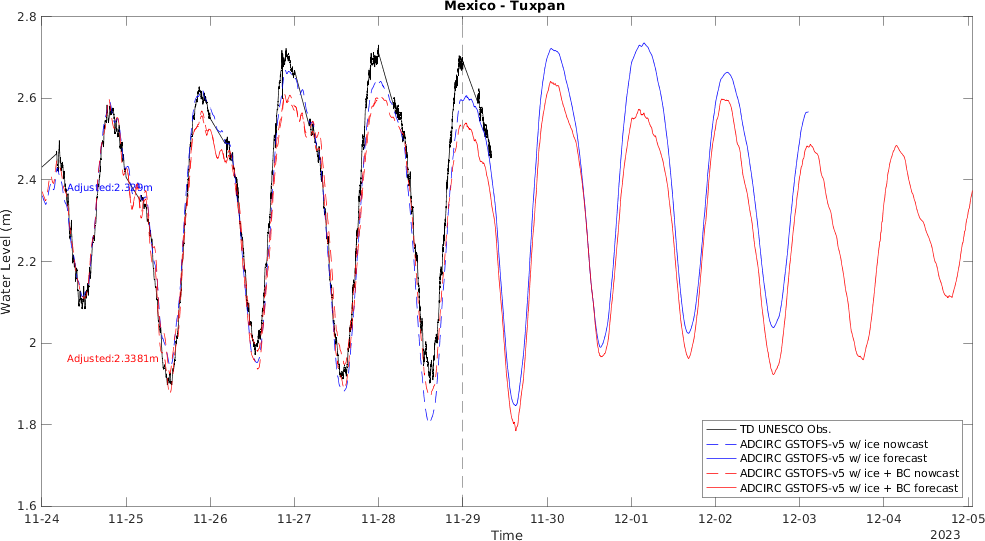 Mexico - Tuxpan
2.8
2.6
2.4
2.2
2
1.8
1.6
Water Level (m)
Adjusted:2.329m
Adjusted:2.3381m
TD UNESCO Obs.
ADCIRC GSTOFS-v5 w/ ice nowcast
ADCIRC GSTOFS-v5 w/ ice forecast
ADCIRC GSTOFS-v5 w/ ice + BC nowcast
ADCIRC GSTOFS-v5 w/ ice + BC forecast
11-24 11-25 11-26 11-27 11-28 11-29 11-30 12-01 12-02 12-03 12-04 12-05
Time
2023